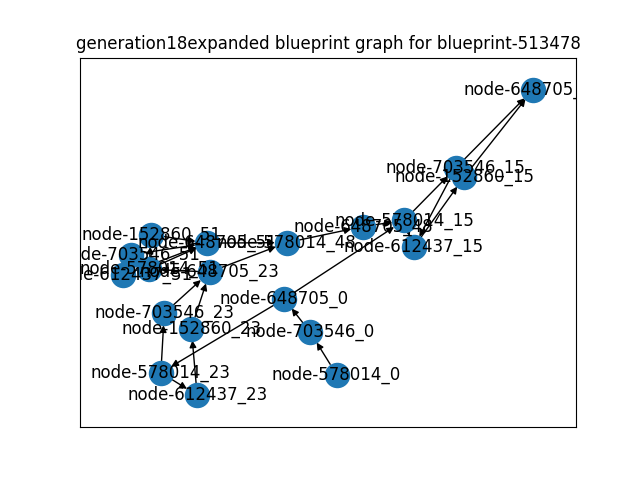 generation18expanded blueprint graph for blueprint-513478
node-648705_
node-703546_15
node-152860_15
node-578014_15
node-648705_48
node-152860_51
node-648705_51
node-578014_48
node-612437_15
de-703546_51
node-578014_51
e-612437_51
node-648705_23
node-648705_0
node-703546_23
node-152860_23
node-703546_0
node-578014_23
node-578014_0
node-612437_23